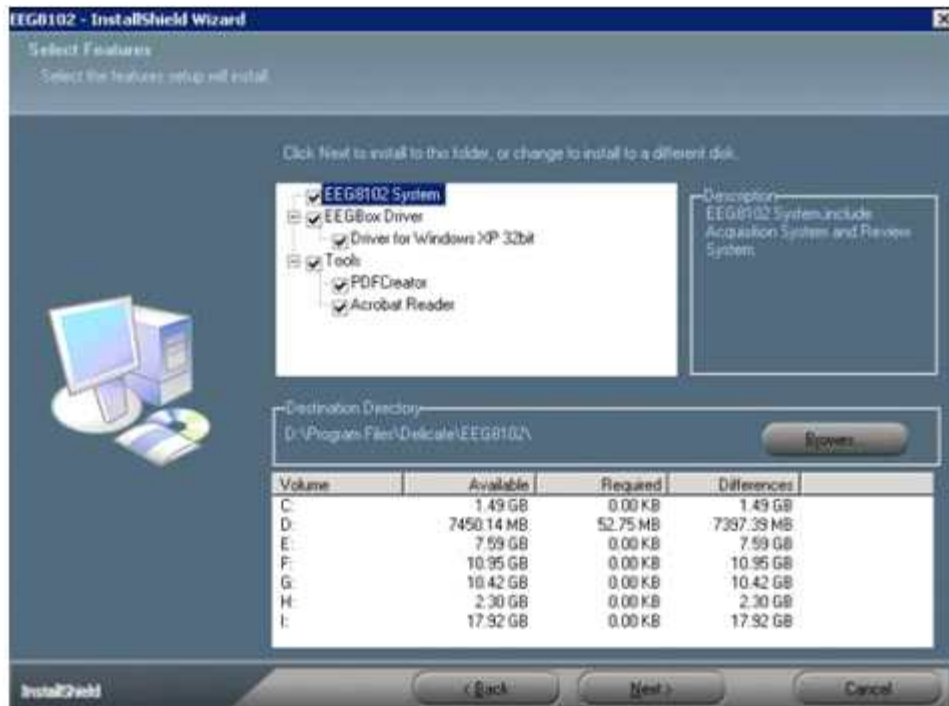 EEG8102 - InstallShield Wizard
Select Features
Select the features setup will install.
Click Next to install to this folder, or change to install to a different disk.
EEG8102 System
EEGBox Driver
Driver for Windows XP 32bit
Tools
PDFCreator
Acrobat Reader
Description
EEG8102 System,include
Acquisition System and Review
System.
Destination Directory
D:\Program Files\Delicate\EEG8102\
Browes...
Volume Available Required Differences
C: 1.49 GB 0.00 KB 1.49 GB
D: 7450.14 MB 52.75 MB 7397.39 MB
E: 7.59 GB 0.00 KB 7.59 GB
F: 10.95 GB 0.00 KB 10.95 GB
G: 10.42 GB 0.00 KB 10.42 GB
H: 2.30 GB 0.00 KB 2.30 GB
I: 17.92 GB 0.00 KB 17.92 GB
InstallShield
< Back
Next >
Cancel